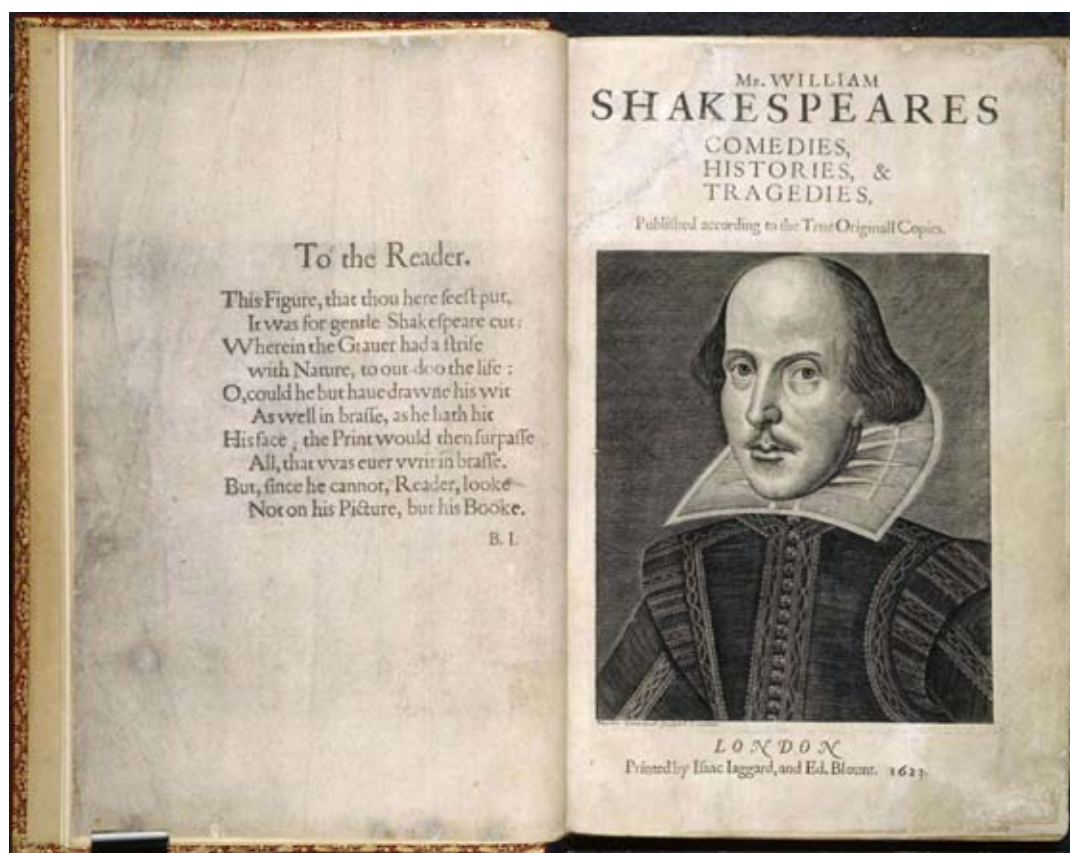 To the Reader.
This Figure, that thou here ſeeſt put,
It was for gentle Shakeſpeare cut;
Wherein the Grauer had a ſtrife
with Nature, to out-doo the life :
O, could he but haue drawne his wit
As well in braſſe, as he hath hit
His face ; the Print would then ſurpaſſe
All, that vvas euer vvrit in braſſe.
But, ſince he cannot, Reader, looke
Not on his Picture, but his Booke.
B. I.
Mr. WILLIAM
SHAKESPEARES
COMEDIES,
HISTORIES, &
TRAGEDIES.
Publiſhed according to the True Originall Copies.
LONDON
Printed by Iſaac Iaggard, and Ed. Blount. 1623.